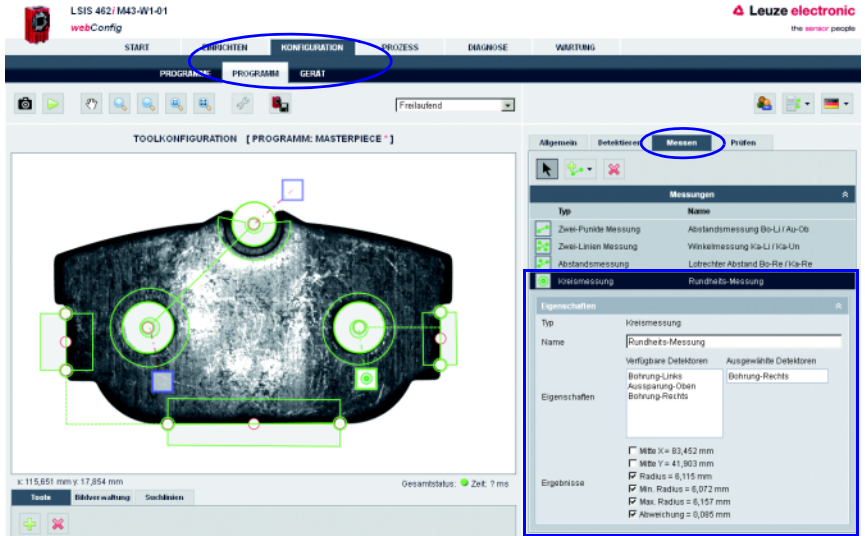 LSIS 462i M43-W1-01
webConfig
Leuze electronic
the sensor people
START EINRICHTEN KONFIGURATION PROZESS DIAGNOSE WARTUNG
PROGRAMME PROGRAMM GERÄT
Freilaufend
TOOLKONFIGURATION [ PROGRAMM: MASTERPIECE * ]
Allgemein Detektieren Messen Prüfen
Messungen
Typ Name
Zwei-Punkte Messung Abstandsmessung Bo-Li / Au-Ob
Zwei-Linien Messung Winkelmessung Ka-Li / Ka-Un
Abstandsmessung Lotrechter Abstand Bo-Re / Ka-Re
Kreismessung Rundheits-Messung
Eigenschaften
Typ Kreismessung
Name Rundheits-Messung
Verfügbare Detektoren Ausgewählte Detektoren
Eigenschaften
Bohrung-Links
Aussparung-Oben
Bohrung-Rechts
Bohrung-Rechts
Ergebnisse
Mitte X = 83,452 mm
Mitte Y = 41,903 mm
Radius = 6,115 mm
Min. Radius = 6,072 mm
Max. Radius = 6,157 mm
Abweichung = 0,085 mm
x: 115,651 mm y: 17,854 mm
Gesamtstatus: Zeit: ? ms
Tools Bildverwaltung Suchlinien